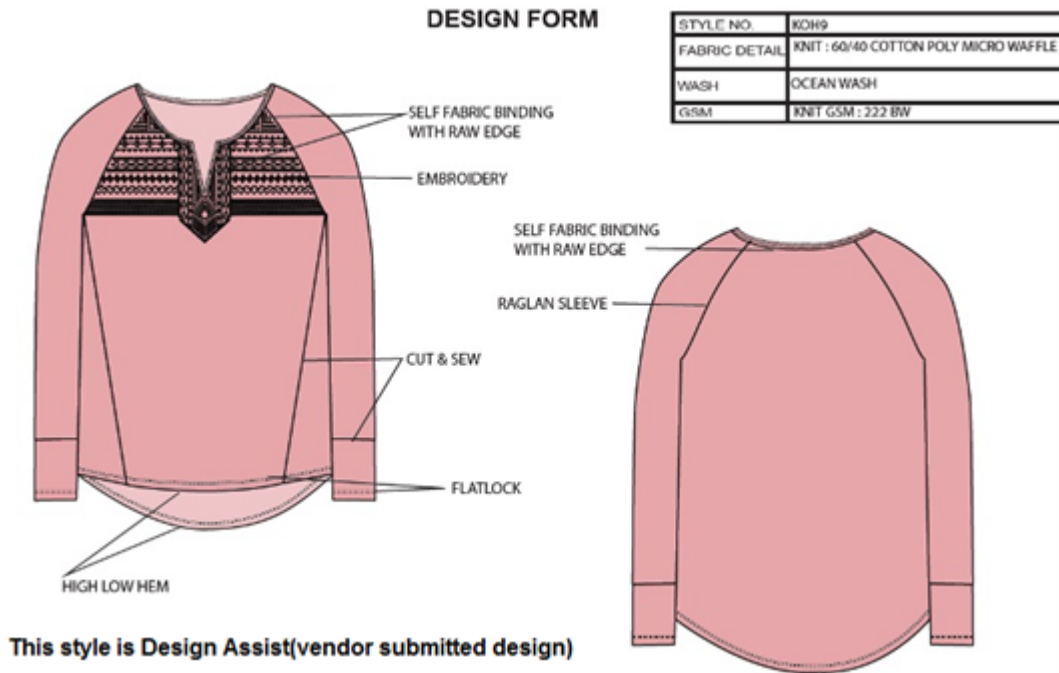 DESIGN FORM
STYLE NO. KOH9
FABRIC DETAIL KNIT : 60/40 COTTON POLY MICRO WAFFLE
WASH OCEAN WASH
GSM KNIT GSM : 222 BW
SELF FABRIC BINDING
WITH RAW EDGE
EMBROIDERY
SELF FABRIC BINDING
WITH RAW EDGE
RAGLAN SLEEVE
CUT & SEW
FLATLOCK
HIGH LOW HEM
This style is Design Assist(vendor submitted design)